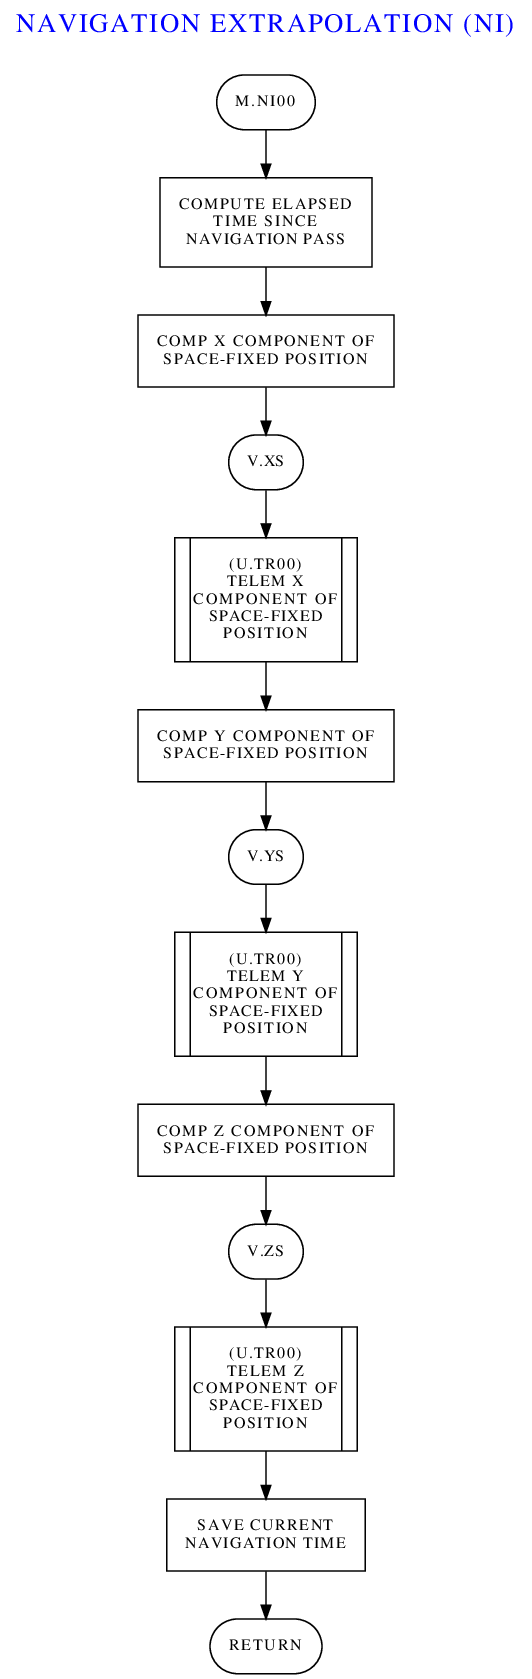 NAVIGATION EXTRAPOLATION (NI)
M.NI00
COMPUTE ELAPSED
TIME SINCE
NAVIGATION PASS
COMP X COMPONENT OF
SPACE-FIXED POSITION
V.XS
(U.TR00)
TELEM X
COMPONENT OF
SPACE-FIXED
POSITION
COMP Y COMPONENT OF
SPACE-FIXED POSITION
V.YS
(U.TR00)
TELEM Y
COMPONENT OF
SPACE-FIXED
POSITION
COMP Z COMPONENT OF
SPACE-FIXED POSITION
V.ZS
(U.TR00)
TELEM Z
COMPONENT OF
SPACE-FIXED
POSITION
SAVE CURRENT
NAVIGATION TIME
RETURN